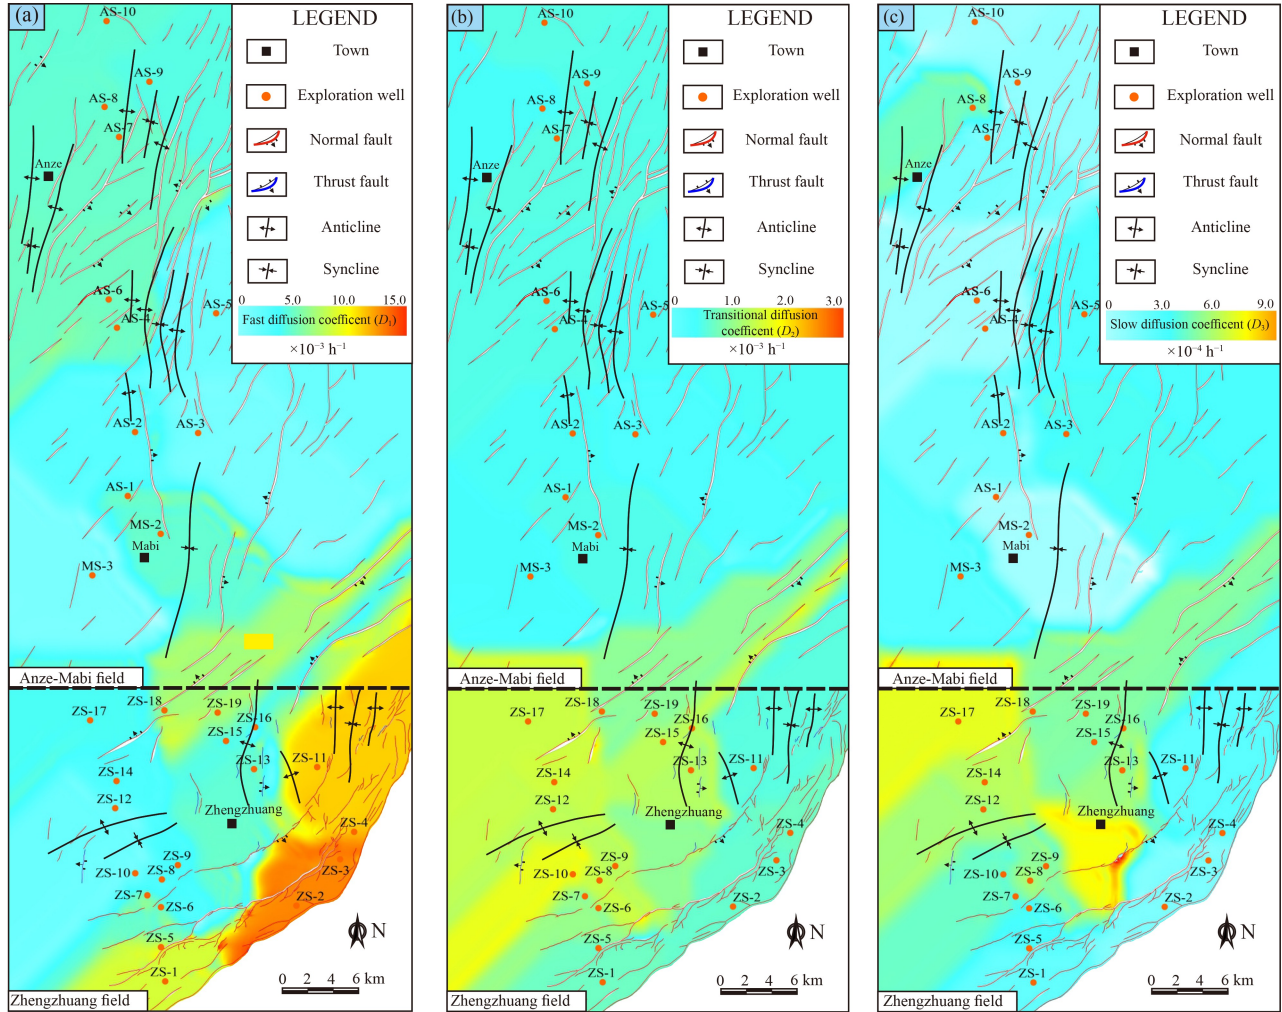 (a)
AS-10
LEGEND
Town
Exploration well
Normal fault
Thrust fault
Anticline
Syncline
0 5.0 10.0 15.0
Fast diffusion coefficent (D1)
×10−3 h−1
AS-9
AS-8
AS-7
Anze
AS-6
AS-5
AS-4
AS-2
AS-3
AS-1
MS-2
Mabi
MS-3
Anze-Mabi field
ZS-18
ZS-17
ZS-19
ZS-16
ZS-15
ZS-13
ZS-11
ZS-14
ZS-12
Zhengzhuang
ZS-4
ZS-9
ZS-10
ZS-8
ZS-3
ZS-7
ZS-2
ZS-6
ZS-5
ZS-1
N
0 6 km
Zhengzhuang field
(b)
AS-10
LEGEND
Town
Exploration well
Normal fault
Thrust fault
Anticline
Syncline
0 1.0 2.0 3.0
Transitional diffusion
coefficent (D2)
×10−3 h−1
AS-9
AS-8
AS-7
Anze
AS-6
AS-5
AS-4
AS-2
AS-3
AS-1
MS-2
Mabi
MS-3
Anze-Mabi field
ZS-18
ZS-17
ZS-19
ZS-16
ZS-15
ZS-13
ZS-11
ZS-14
ZS-12
Zhengzhuang
ZS-4
ZS-9
ZS-10
ZS-8
ZS-3
ZS-7
ZS-2
ZS-6
ZS-5
ZS-1
N
0 6 km
Zhengzhuang field
(c)
AS-10
LEGEND
Town
Exploration well
Normal fault
Thrust fault
Anticline
Syncline
0 3.0 6.0 9.0
Slow diffusion coefficent (D3)
×10−4 h−1
AS-9
AS-8
AS-7
Anze
AS-6
AS-5
AS-4
AS-2
AS-3
AS-1
MS-2
Mabi
MS-3
Anze-Mabi field
ZS-18
ZS-17
ZS-19
ZS-16
ZS-15
ZS-13
ZS-11
ZS-14
ZS-12
Zhengzhuang
ZS-4
ZS-9
ZS-10
ZS-8
ZS-3
ZS-7
ZS-2
ZS-6
ZS-5
ZS-1
N
0 6 km
Zhengzhuang field